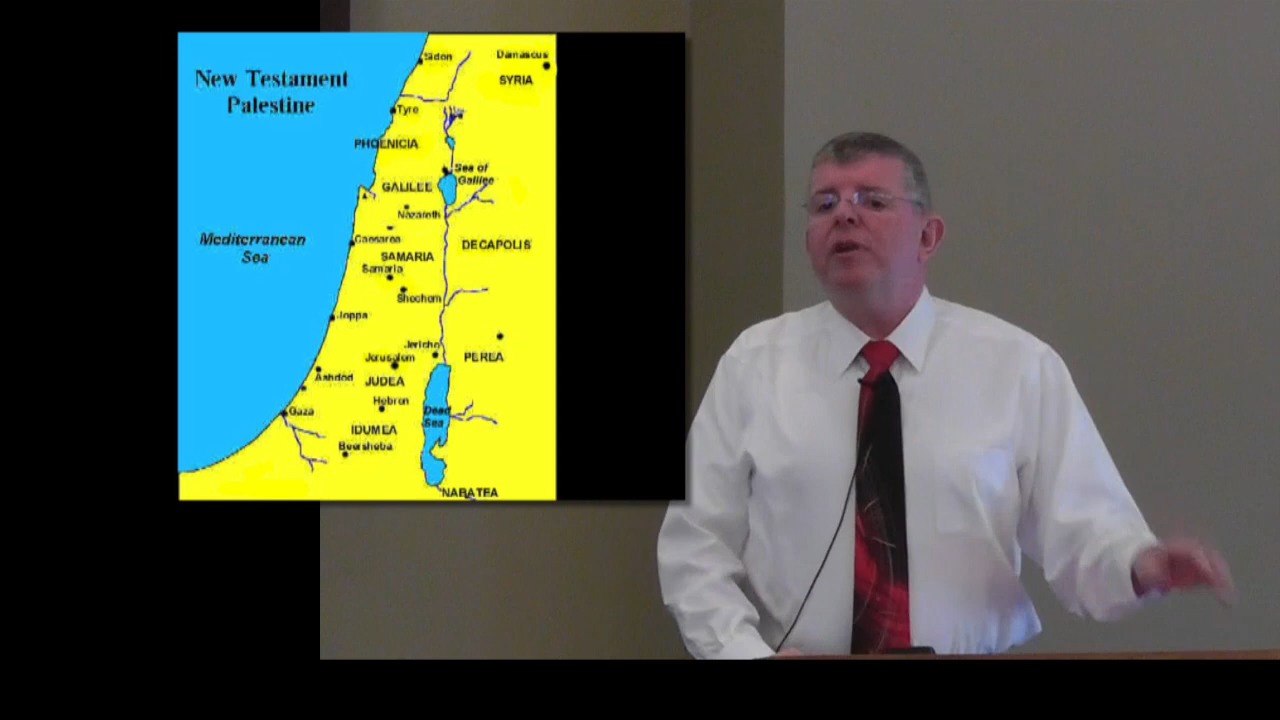 New Testament
Palestine
Sidon
Damascus
SYRIA
Tyre
PHOENICIA
Sea of
Galilee
GALILEE
Nazareth
Mediterranean
Sea
Caesarea
DECAPOLIS
SAMARIA
Samaria
Shechem
Joppa
Jericho
Jerusalem
PEREA
Ashdod
JUDEA
Hebron
Gaza
Dead
Sea
IDUMEA
Beersheba
NABATEA